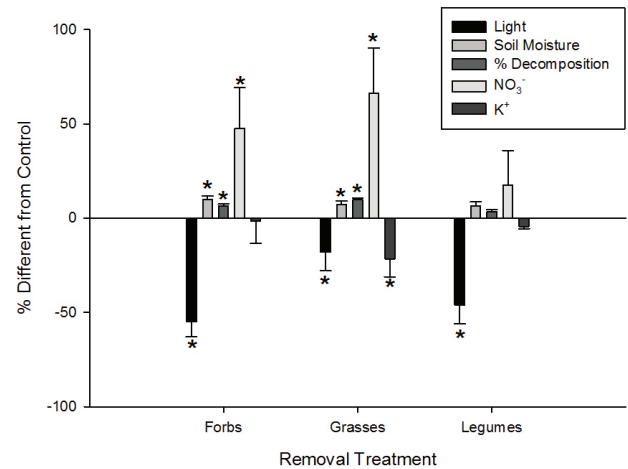 Light
Soil Moisture
% Decomposition
NO₃⁻
K⁺
100
50
0
-50
-100
% Different from Control
* * * * * * * * * *
Forbs Grasses Legumes
Removal Treatment